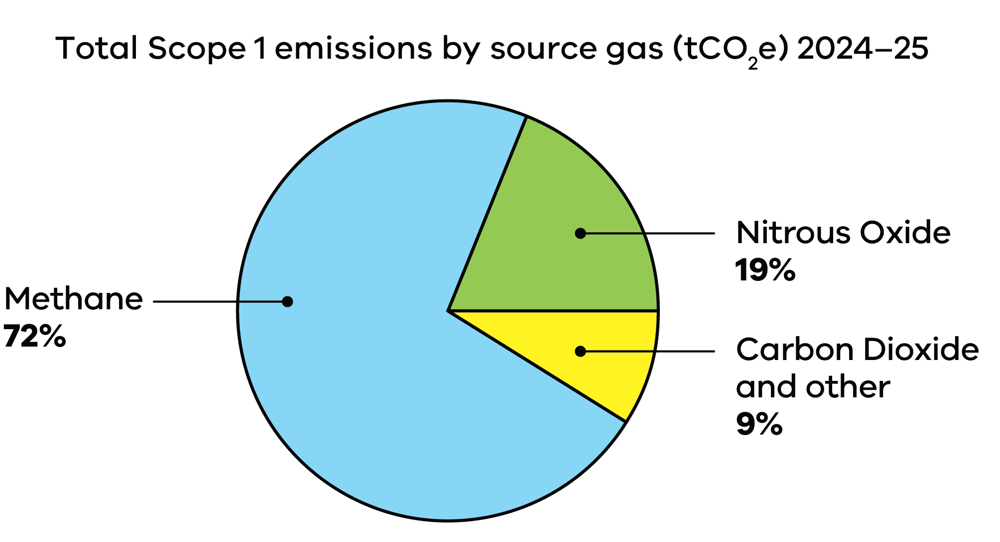 Total Scope 1 emissions by source gas (tCO₂e) 2024–25
Methane
72%
Nitrous Oxide
19%
Carbon Dioxide
and other
9%